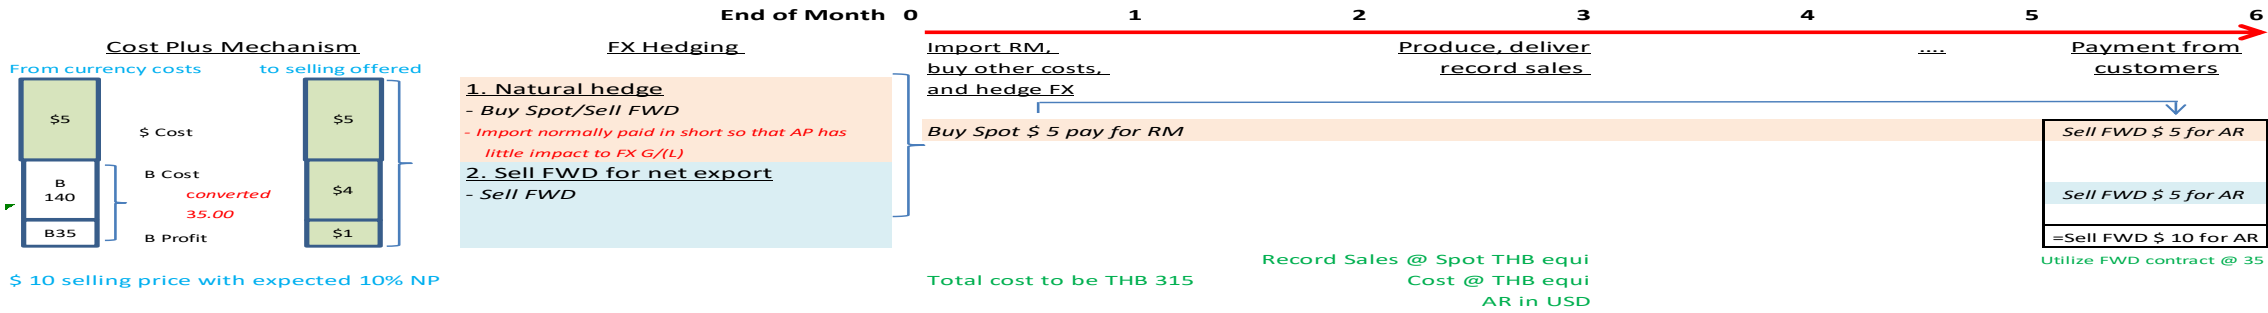 End of Month 0 1 2 3 4 5 6
Cost Plus Mechanism
From currency costs to selling offered
$5
$5
$ Cost
B
140
B Cost
converted
35.00
$4
B35
B Profit
$1
$ 10 selling price with expected 10% NP
FX Hedging
1. Natural hedge
- Buy Spot/Sell FWD
- Import normally paid in short so that AP has
little impact to FX G/(L)
2. Sell FWD for net export
- Sell FWD
Import RM,
buy other costs,
and hedge FX
Produce, deliver
record sales
....
Payment from
customers
Buy Spot $ 5 pay for RM
Sell FWD $ 5 for AR
Sell FWD $ 5 for AR
=Sell FWD $ 10 for AR
Utilize FWD contract @ 35
Total cost to be THB 315
Record Sales @ Spot THB equi
Cost @ THB equi
AR in USD